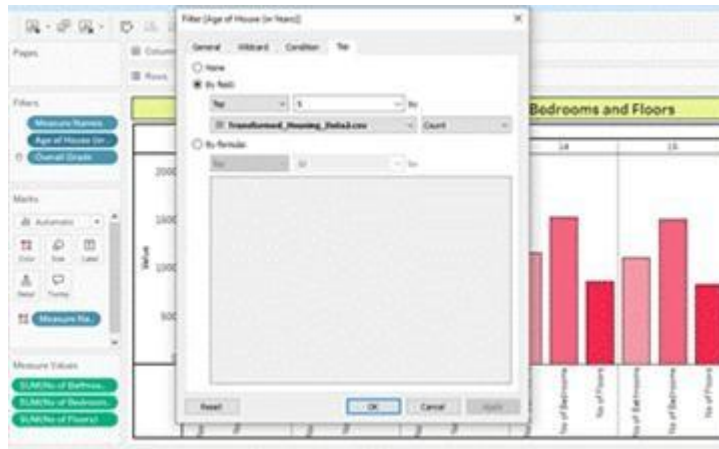 Filter [Age of House (in Years)]
Pages
Columns
Rows
General Wildcard Condition Top
None
By field:
Top 5 by
Transformed_Housing_Data2.csv Count
By formula:
Top 10 by
Reset OK Cancel Apply
Filters
Measure Names
Age of House (in ..
Overall Grade
Marks
Automatic
Color Size Label
Detail Tooltip
Measure Na..
Measure Values
SUM(No of Bathroo..
SUM(No of Bedroom..
SUM(No of Floors)
Bedrooms and Floors
14 15
Value
2000
1500
1000
500
No of Bedrooms
No of Floors
No of Bathrooms
No of Bedrooms
No of Floors